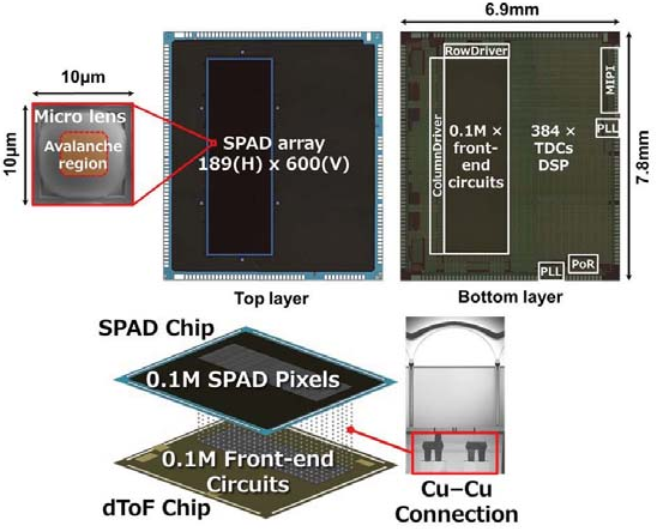 6.9mm
10μm
10μm
Micro lens
Avalanche
region
SPAD array
189(H) x 600(V)
RowDriver
ColumnDriver
0.1M ×
front-
end
circuits
384 ×
TDCs
DSP
MIPI
PLL
PLL
PoR
7.8mm
Top layer
Bottom layer
SPAD Chip
0.1M SPAD Pixels
0.1M Front-end
Circuits
dToF Chip
Cu–Cu
Connection